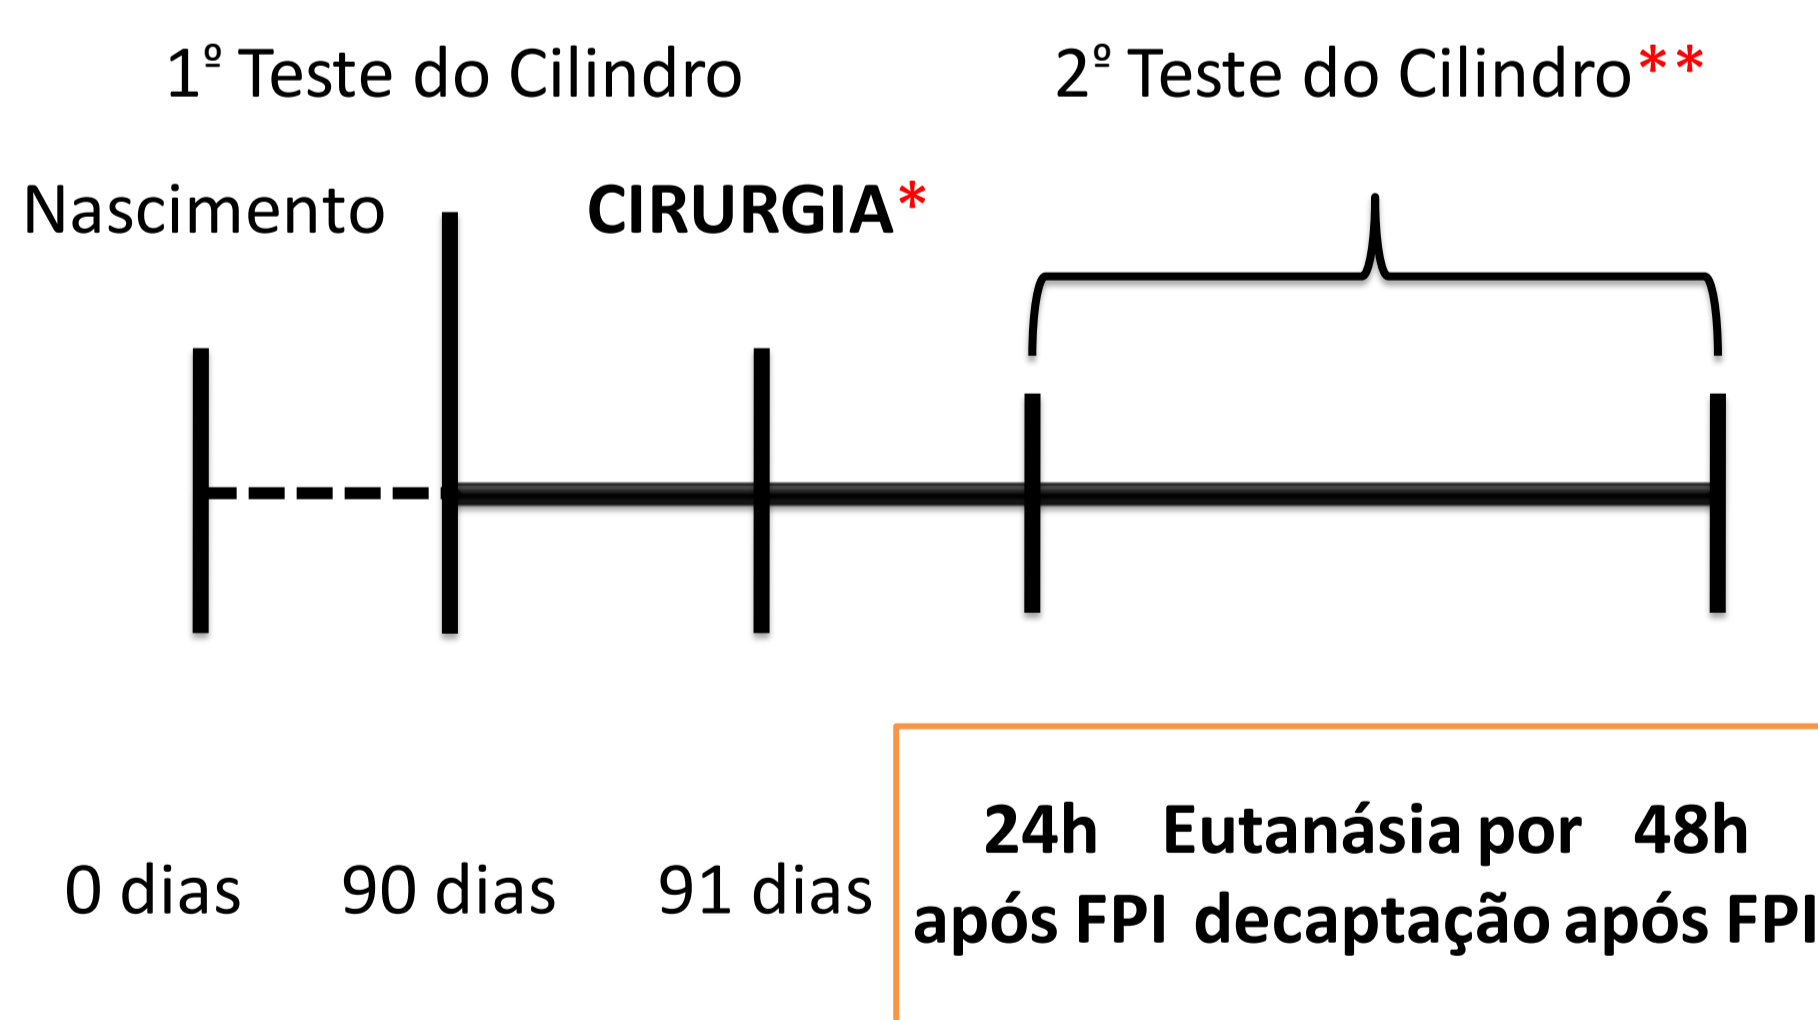 1º Teste do Cilindro
2º Teste do Cilindro**
Nascimento
CIRURGIA*
0 dias
90 dias
91 dias
24h
após FPI
Eutanásia por
decaptação
48h
após FPI